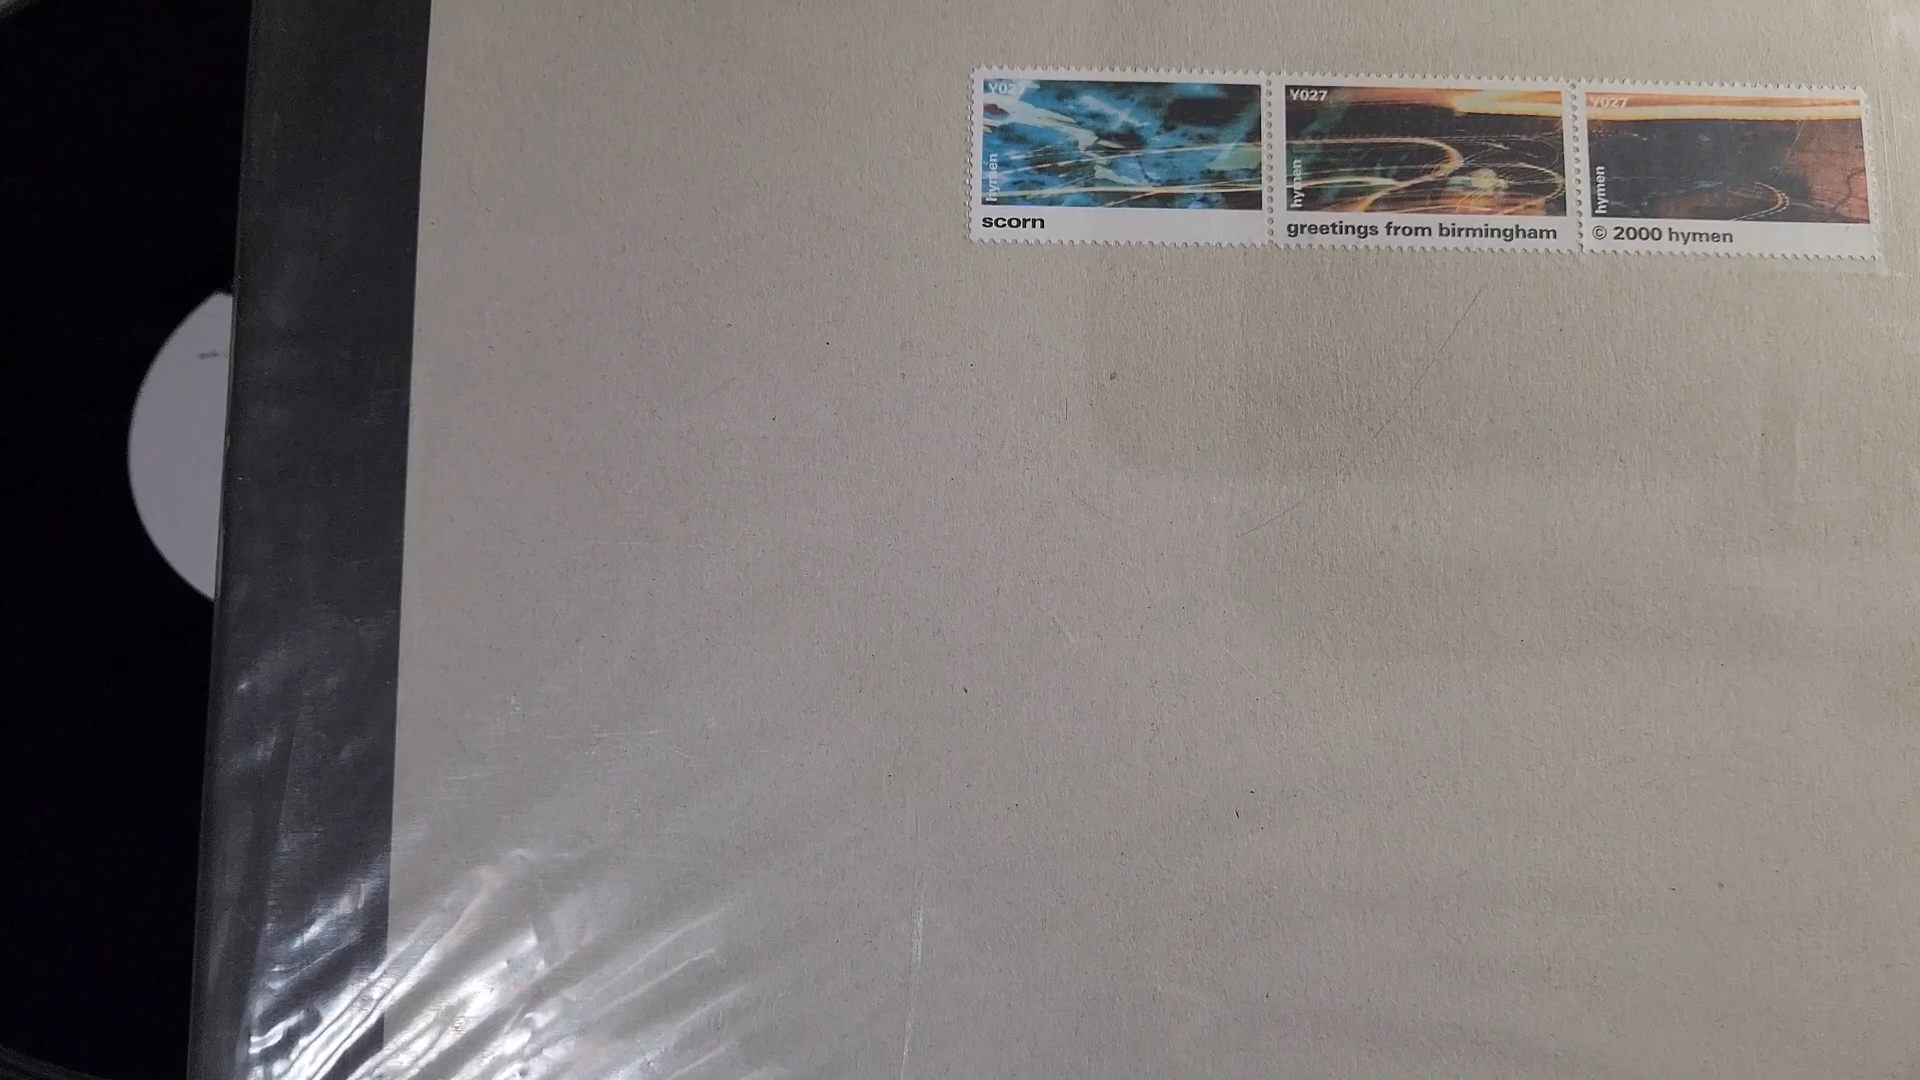 Y02
hymen
scorn
Y027
hymen
greetings from birmingham
Y027
hymen
© 2000 hymen